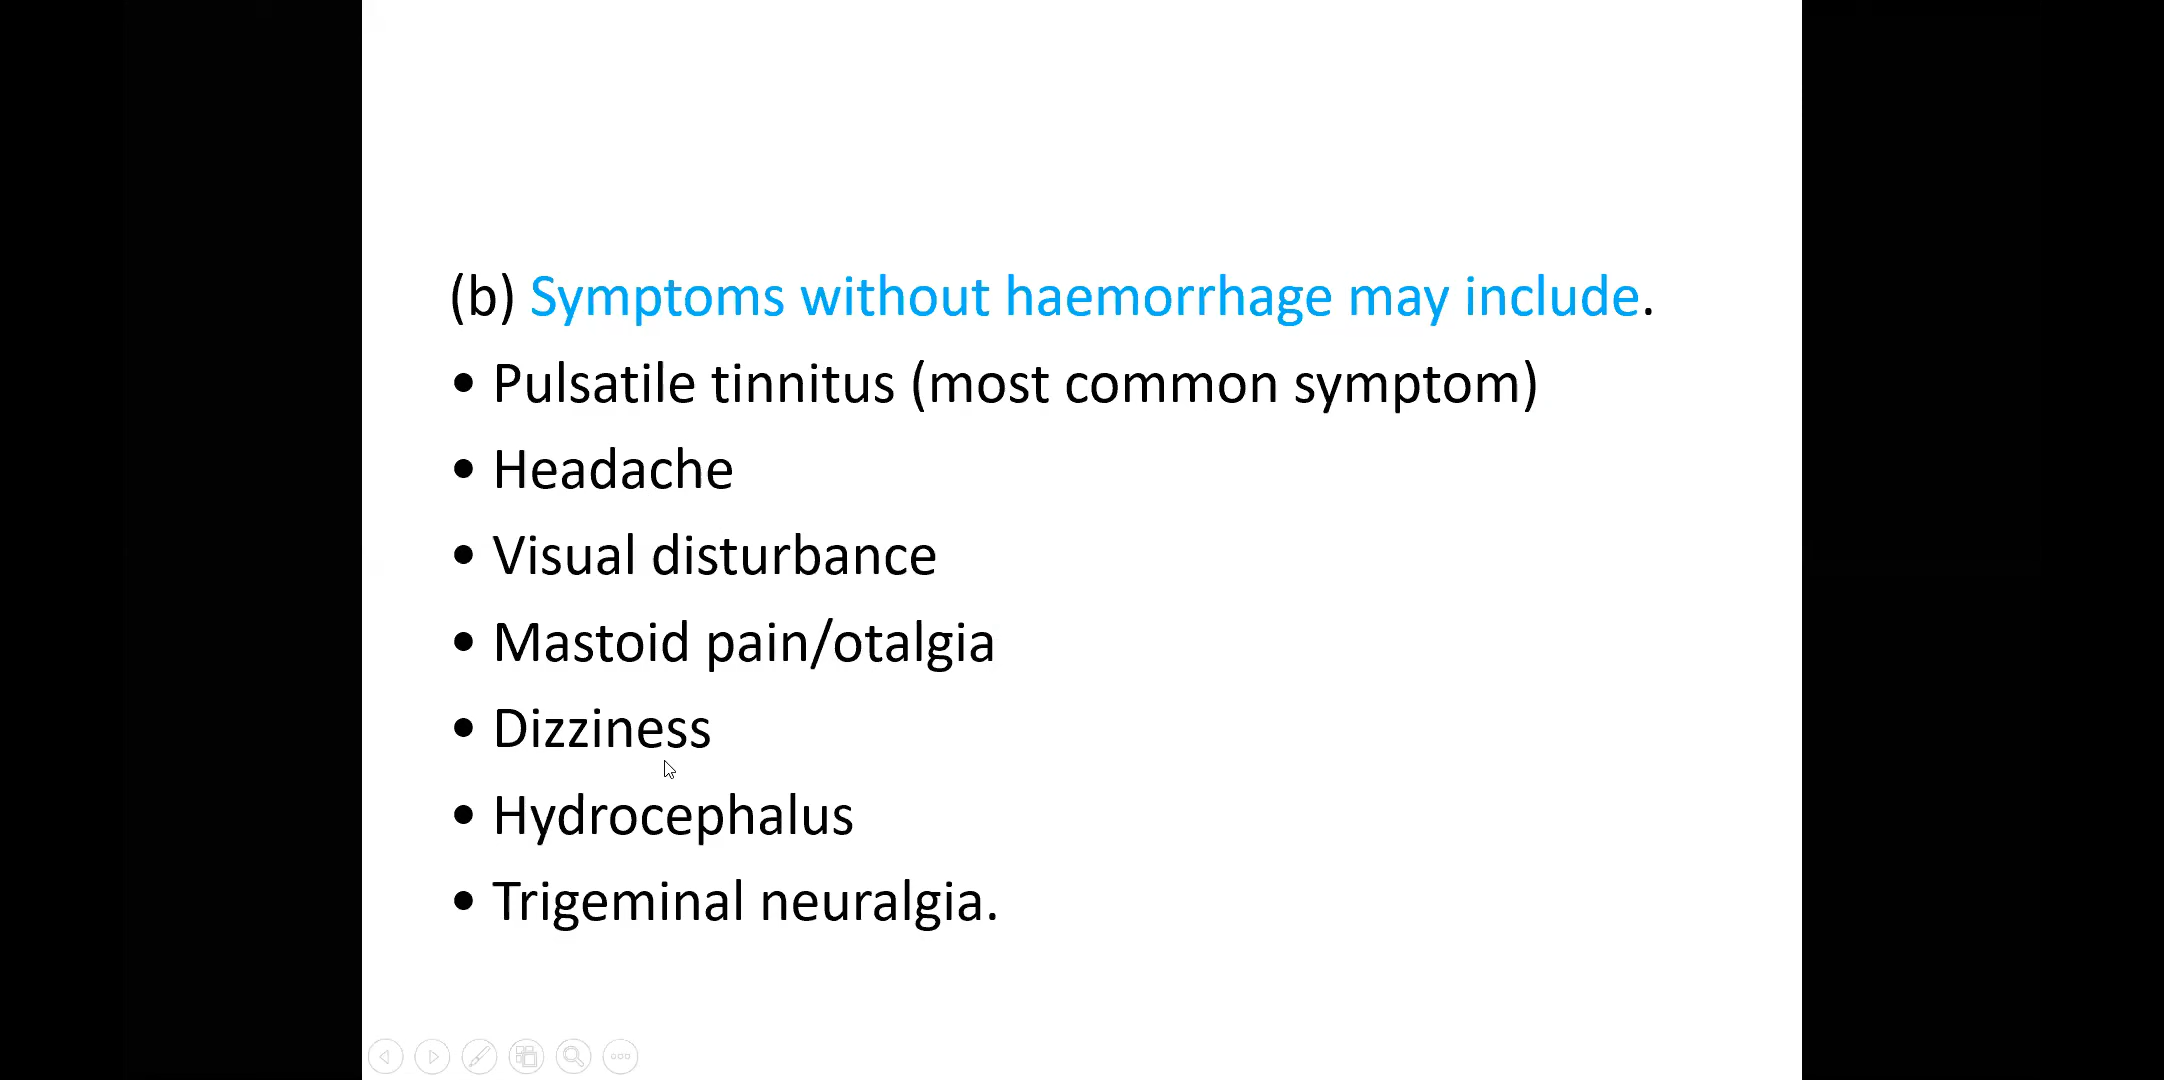 (b) Symptoms without haemorrhage may include.
• Pulsatile tinnitus (most common symptom)
• Headache
• Visual disturbance
• Mastoid pain/otalgia
• Dizziness
• Hydrocephalus
• Trigeminal neuralgia.